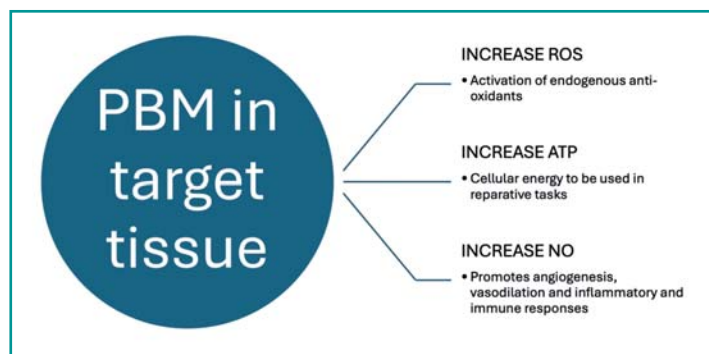 PBM in
target
tissue
INCREASE ROS
• Activation of endogenous anti-
oxidants
INCREASE ATP
• Cellular energy to be used in
reparative tasks
INCREASE NO
• Promotes angiogenesis,
vasodilation and inflammatory and
immune responses